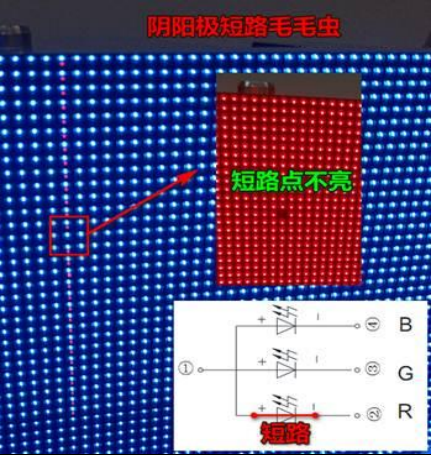 阴阳极短路毛毛虫
短路点不亮
+ - ④ B
① + - ③ G
+ - ② R
短路